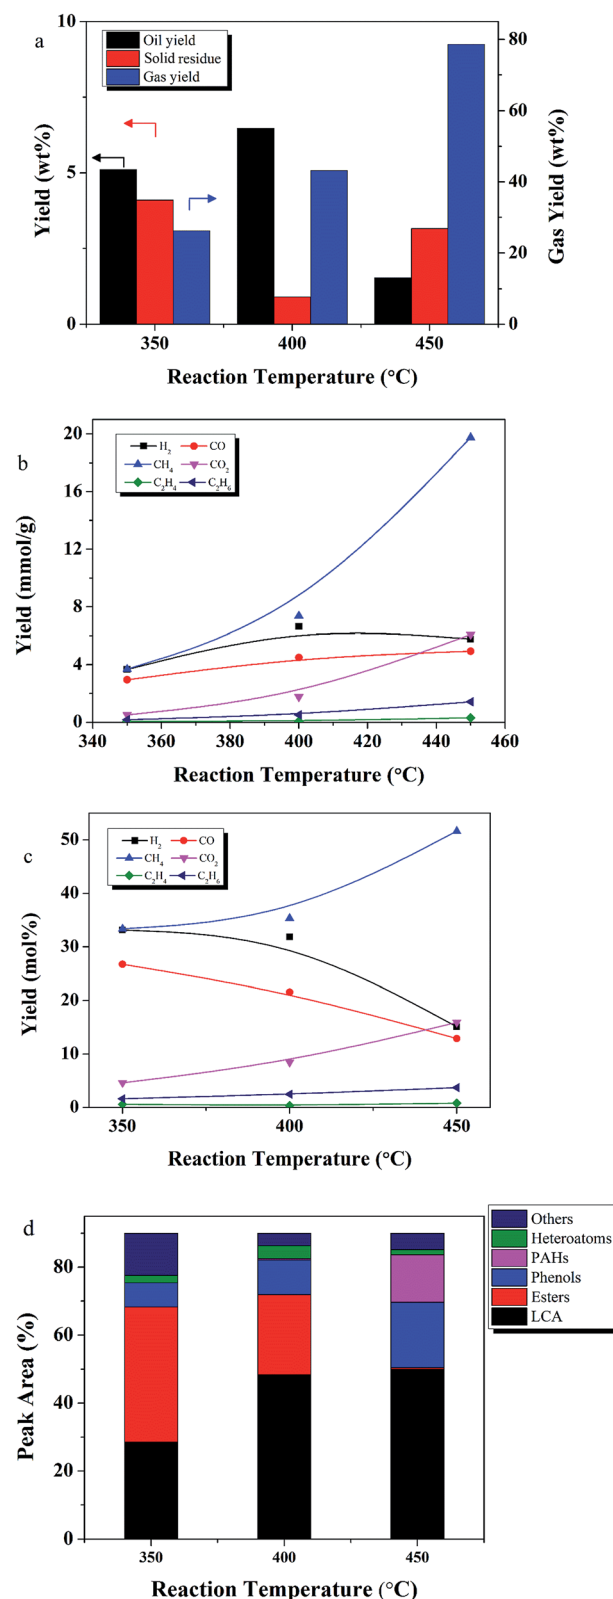 a
Oil yield
Solid residue
Gas yield
Yield (wt%)
Gas Yield (wt%)
10
5
0
80
60
40
20
0
350
400
450
Reaction Temperature (°C)
b
H2
CO
CH4
CO2
C2H4
C2H6
Yield (mmol/g)
20
16
12
8
4
0
340
360
380
400
420
440
460
Reaction Temperature (°C)
c
H2
CO
CH4
CO2
C2H4
C2H6
Yield (mol%)
50
40
30
20
10
0
350
400
450
Reaction Temperature (°C)
d
Others
Heteroatoms
PAHs
Phenols
Esters
LCA
Peak Area (%)
80
60
40
20
0
350
400
450
Reaction Temperature (°C)